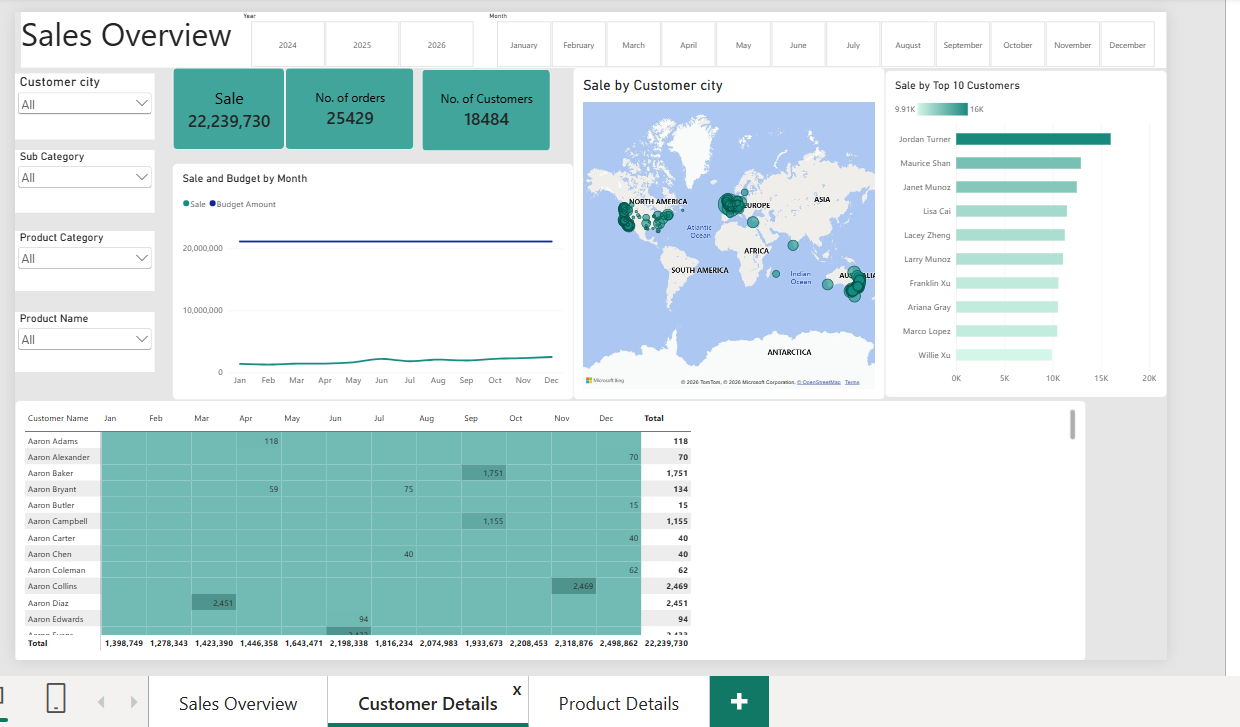 Sales Overview
Year
2024 2025 2026
Month
January February March April May June July August September October November December
Customer city
All
Sub Category
All
Product Category
All
Product Name
All
Sale
22,239,730
No. of orders
25429
No. of Customers
18484
Sale and Budget by Month
Sale Budget Amount
20,000,000
10,000,000
0
Jan Feb Mar Apr May Jun Jul Aug Sep Oct Nov Dec
Sale by Customer city
NORTH AMERICA
EUROPE
ASIA
Atlantic
Ocean
AFRICA
SOUTH AMERICA
Indian
Ocean
ANTARCTICA
Microsoft Bing
© 2026 TomTom, © 2026 Microsoft Corporation, © OpenStreetMap Terms
Sale by Top 10 Customers
9.91K 16K
Jordan Turner
Maurice Shan
Janet Munoz
Lisa Cai
Lacey Zheng
Larry Munoz
Franklin Xu
Ariana Gray
Marco Lopez
Willie Xu
0K 5K 10K 15K 20K
Customer Name Jan Feb Mar Apr May Jun Jul Aug Sep Oct Nov Dec Total
Aaron Adams 118 118
Aaron Alexander 70 70
Aaron Baker 1,751 1,751
Aaron Bryant 59 75 134
Aaron Butler 15 15
Aaron Campbell 1,155 1,155
Aaron Carter 40 40
Aaron Chen 40 40
Aaron Coleman 62 62
Aaron Collins 2,469 2,469
Aaron Diaz 2,451 2,451
Aaron Edwards 94 94
Total 1,398,749 1,278,343 1,423,390 1,446,358 1,643,471 2,198,338 1,816,234 2,074,983 1,933,673 2,208,453 2,318,876 2,498,862 22,239,730
Sales Overview
Customer Details
x
Product Details
+